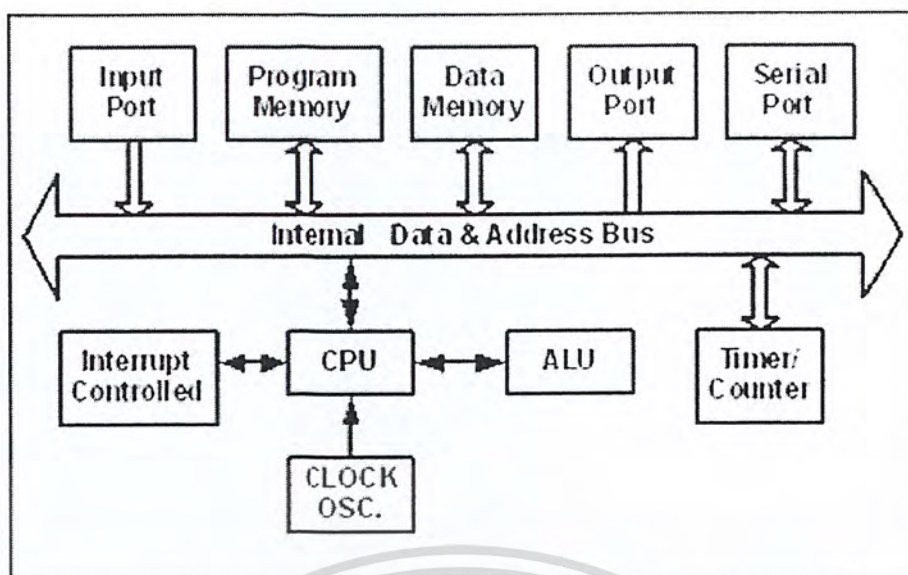 Input
Port
Program
Memory
Data
Memory
Output
Port
Serial
Port
Internal Data & Address Bus
Interrupt
Controlled
CPU
ALU
Timer/
Counter
CLOCK
OSC.